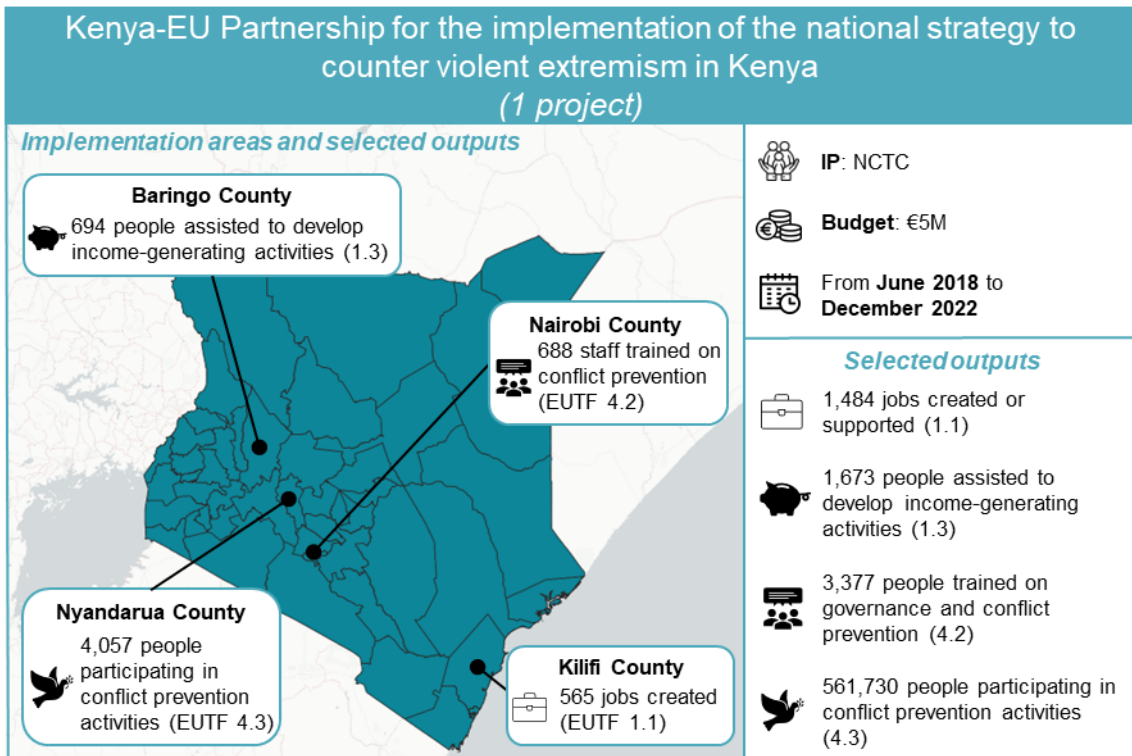 Kenya-EU Partnership for the implementation of the national strategy to
counter violent extremism in Kenya
(1 project)
Implementation areas and selected outputs
Baringo County
694 people assisted to develop
income-generating activities (1.3)
Nairobi County
688 staff trained on
conflict prevention
(EUTF 4.2)
Nyandarua County
4,057 people
participating in
conflict prevention
activities (EUTF 4.3)
Kilifi County
565 jobs created
(EUTF 1.1)
IP: NCTC
Budget: €5M
From June 2018 to
December 2022
Selected outputs
1,484 jobs created or
supported (1.1)
1,673 people assisted to
develop income-generating
activities (1.3)
3,377 people trained on
governance and conflict
prevention (4.2)
561,730 people participating in
conflict prevention activities
(4.3)